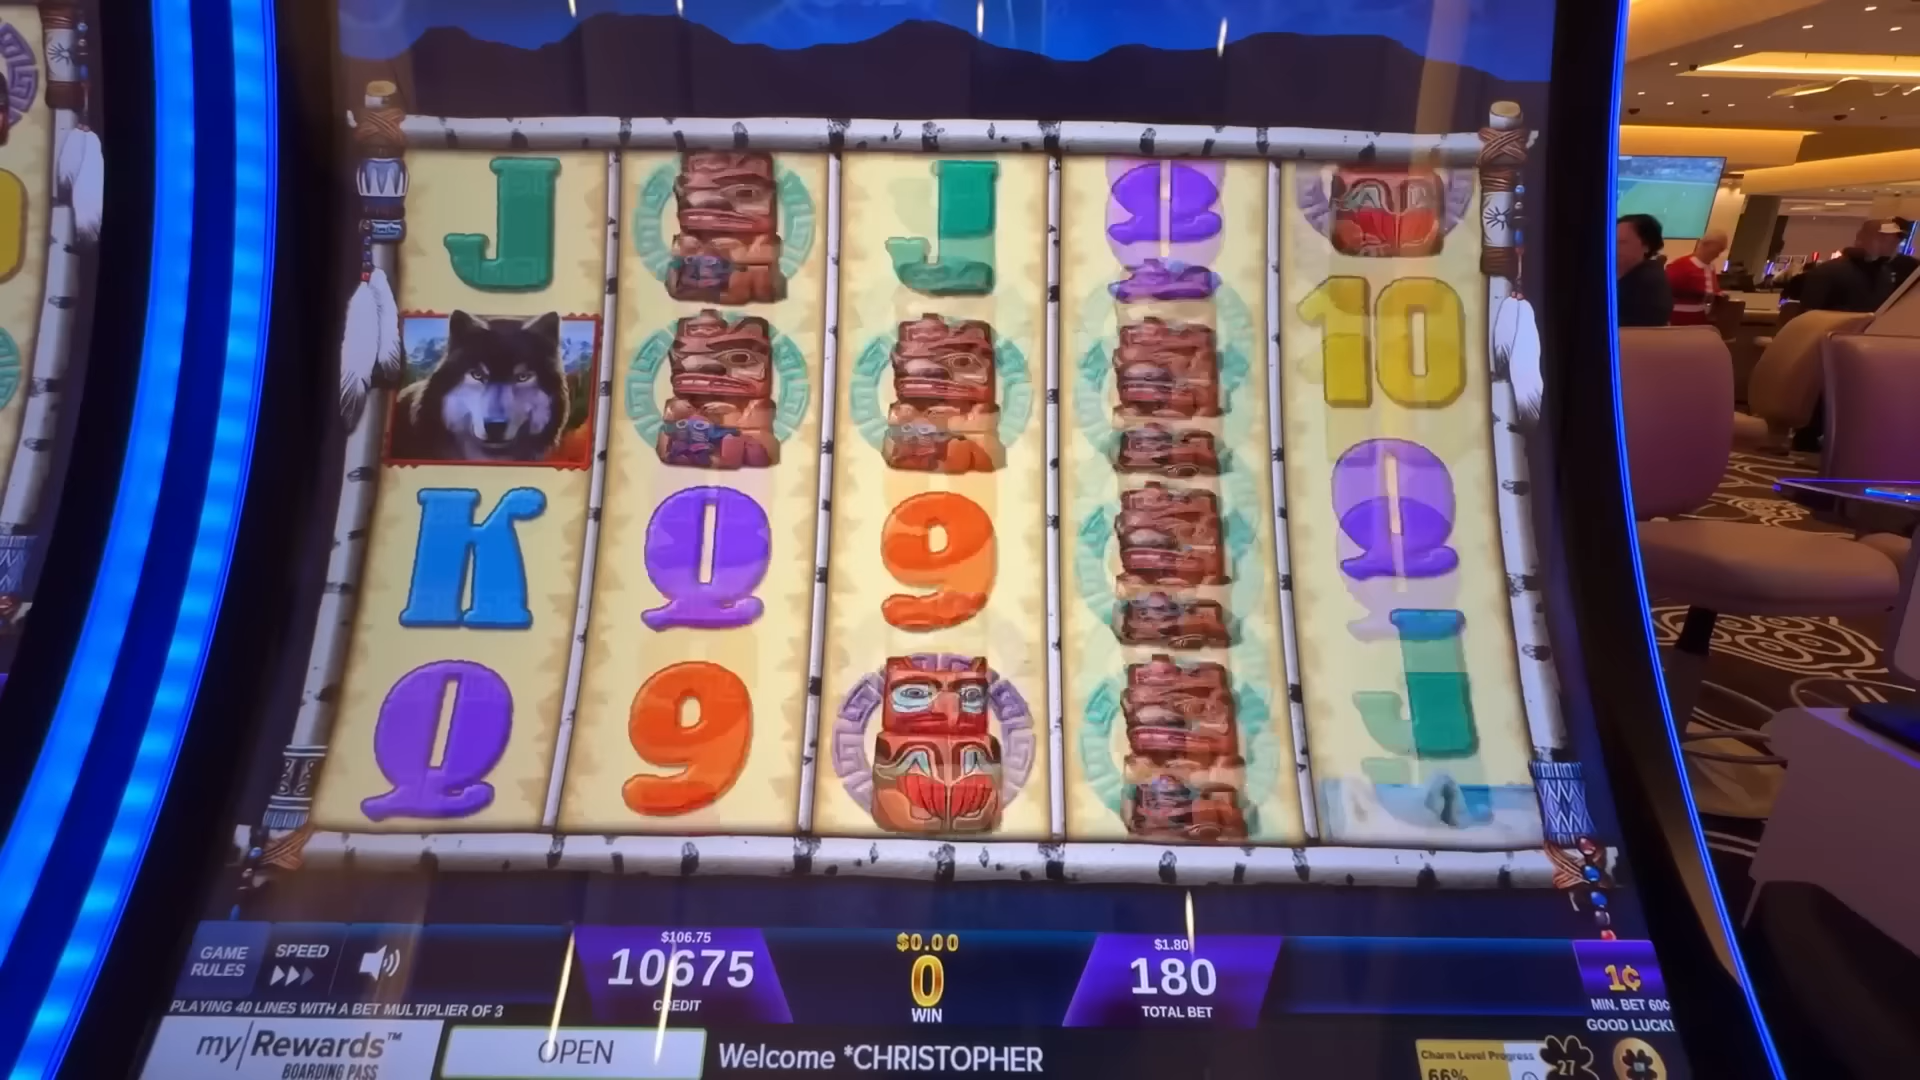 J
J
Q
10
K
Q
9
Q
Q
9
J
GAME RULES
SPEED
$106.75
10675
CREDIT
$0.00
0
WIN
$1.80
180
TOTAL BET
1¢
MIN. BET 60¢
GOOD LUCK!
PLAYING 40 LINES WITH A BET MULTIPLIER OF 3
my|Rewards™
BOARDING PASS
OPEN
Welcome *CHRISTOPHER
Charm Level Progress
66%
27